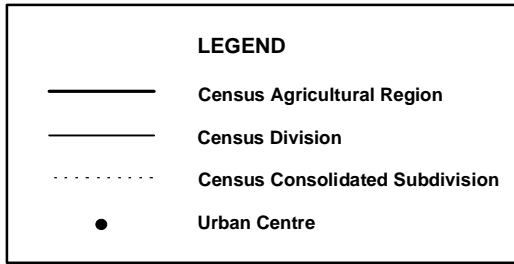 LEGEND
Census Agricultural Region
Census Division
Census Consolidated Subdivision
Urban Centre